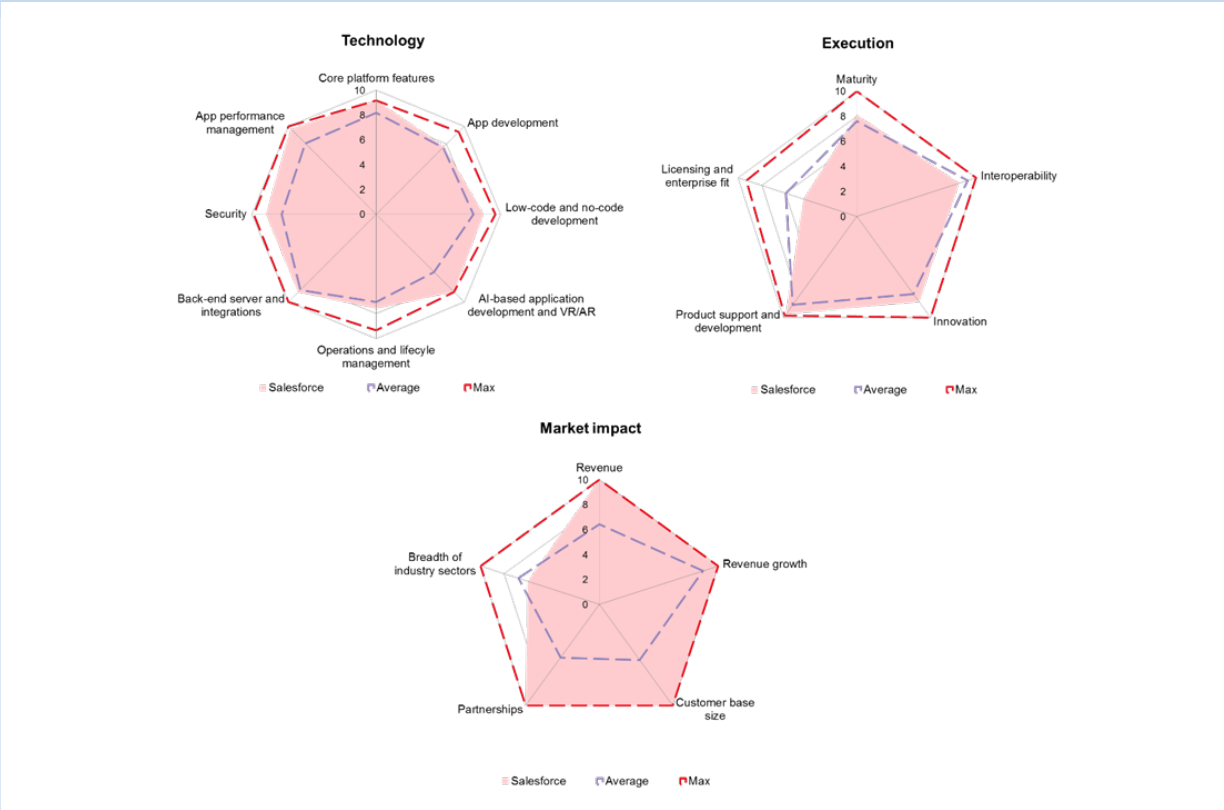 Technology
Core platform features
10
8
6
4
2
0
App development
Low-code and no-code
development
AI-based application
development and VR/AR
Operations and lifecyle
management
Back-end server and
integrations
Security
App performance
management
Salesforce
Average
Max
Execution
Maturity
10
8
6
4
2
0
Interoperability
Innovation
Product support and
development
Licensing and
enterprise fit
Salesforce
Average
Max
Market impact
Revenue
10
8
6
4
2
0
Revenue growth
Customer base
size
Partnerships
Breadth of
industry sectors
Salesforce
Average
Max